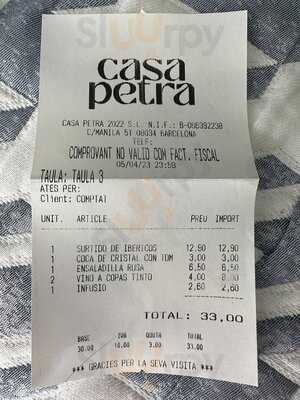 Sluurpy
casa
petra
CASA PETRA 2022 S.L. N.I.F.: B-096392230
C/MANILA 51 08034 BARCELONA
TELF:
COMPROVANT NO VALID COM FACT. FISCAL
05/04/23 23:59
TAULA: TAULA 3
ATES PER:
Client: COMPTAT
UNIT. ARTICLE PREU IMPORT
1 SURTIDO DE IBERICOS 12,90 12,90
1 COCA DE CRISTAL CON TOM 3,00 3,00
1 ENSALADILLA RUSA 6,50 6,50
2 VINO A COPAS TINTO 4,00 8,00
1 INFUSIO 2,60 2,60
TOTAL: 33,00
BASE IVA QUOTA TOTAL
30.00 10.00 3.00 33.00
*** GRACIES PER LA SEVA VISITA ***